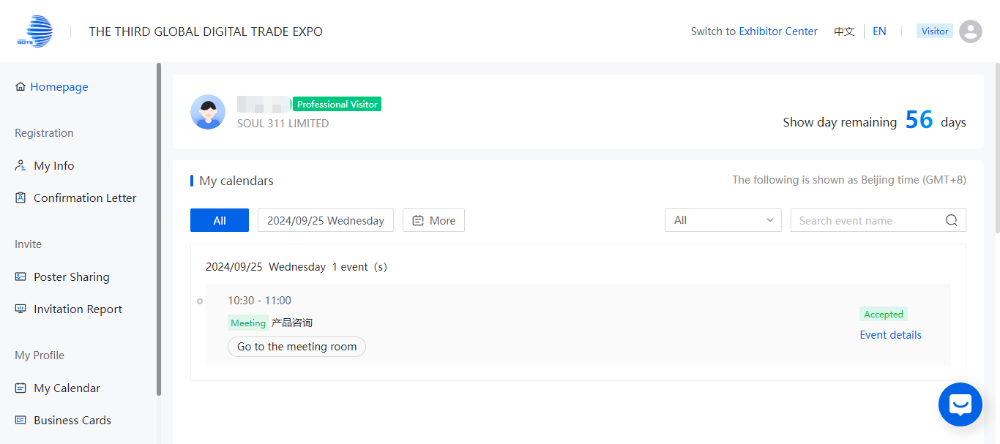 GDTE
THE THIRD GLOBAL DIGITAL TRADE EXPO
Switch to Exhibitor Center 中文 EN Visitor
Homepage
Registration
My Info
Confirmation Letter
Invite
Poster Sharing
Invitation Report
My Profile
My Calendar
Business Cards
Professional Visitor
SOUL 311 LIMITED
Show day remaining 56 days
My calendars
The following is shown as Beijing time (GMT+8)
All 2024/09/25 Wednesday More
All Search event name
2024/09/25 Wednesday 1 event（s）
10:30 - 11:00
Meeting 产品咨询
Go to the meeting room
Accepted
Event details